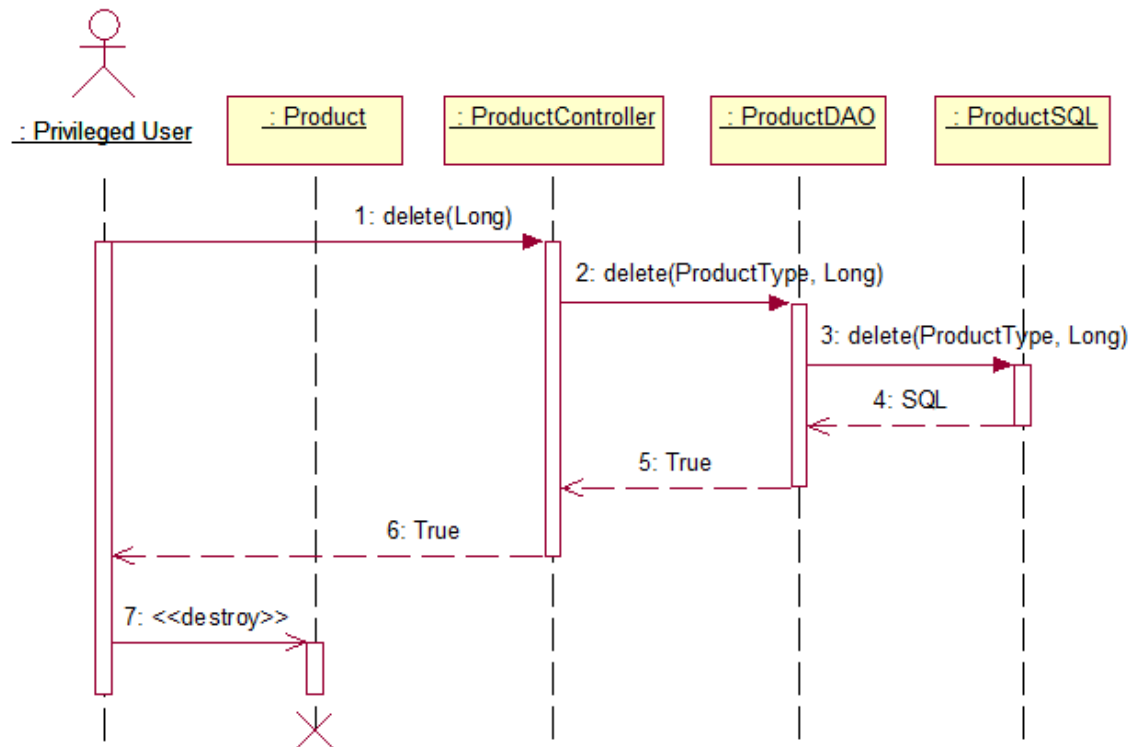 : Privileged User
: Product
: ProductController
: ProductDAO
: ProductSQL
1: delete(Long)
2: delete(ProductType, Long)
3: delete(ProductType, Long)
4: SQL
5: True
6: True
7: <<destroy>>